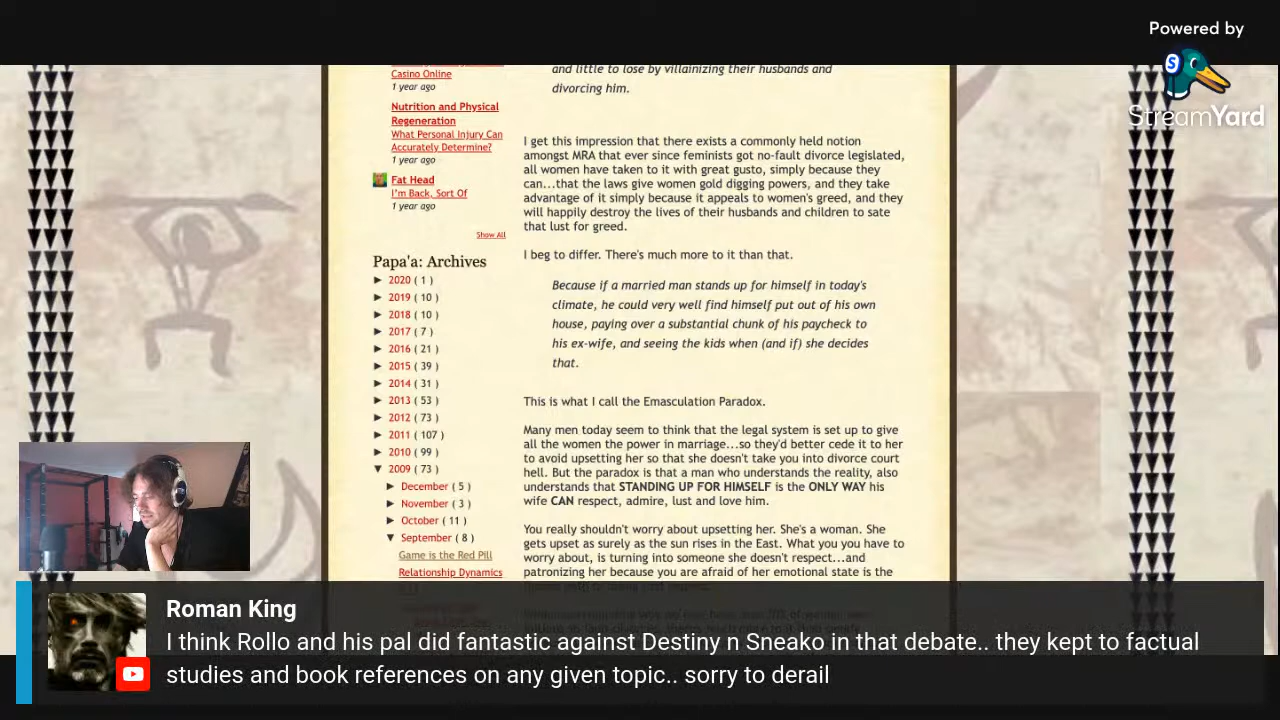 Powered by
StreamYard
Casino Online
1 year ago
Nutrition and Physical
Regeneration
What Personal Injury Can
Accurately Determine?
1 year ago
Fat Head
I'm Back, Sort Of
1 year ago
Show All
Papa'a: Archives
► 2020 ( 1 )
► 2019 ( 10 )
► 2018 ( 10 )
► 2017 ( 7 )
► 2016 ( 21 )
► 2015 ( 39 )
► 2014 ( 31 )
► 2013 ( 53 )
► 2012 ( 73 )
► 2011 ( 107 )
► 2010 ( 99 )
▼ 2009 ( 73 )
► December ( 5 )
► November ( 3 )
► October ( 11 )
▼ September ( 8 )
Game is the Red Pill
Relationship Dynamics
and little to lose by villainizing their husbands and
divorcing him.
I get this impression that there exists a commonly held notion
amongst MRA that ever since feminists got no-fault divorce legislated,
all women have taken to it with great gusto, simply because they
can...that the laws give women gold digging powers, and they take
advantage of it simply because it appeals to women's greed, and they
will happily destroy the lives of their husbands and children to sate
that lust for greed.
I beg to differ. There's much more to it than that.
Because if a married man stands up for himself in today's
climate, he could very well find himself put out of his own
house, paying over a substantial chunk of his paycheck to
his ex-wife, and seeing the kids when (and if) she decides
that.
This is what I call the Emasculation Paradox.
Many men today seem to think that the legal system is set up to give
all the women the power in marriage...so they'd better cede it to her
to avoid upsetting her so that she doesn't take you into divorce court
hell. But the paradox is that a man who understands the reality, also
understands that STANDING UP FOR HIMSELF is the ONLY WAY his
wife CAN respect, admire, lust and love him.
You really shouldn't worry about upsetting her. She's a woman. She
gets upset as surely as the sun rises in the East. What you you have to
worry about, is turning into someone she doesn't respect...and
patronizing her because you are afraid of her emotional state is the
Roman King
I think Rollo and his pal did fantastic against Destiny n Sneako in that debate.. they kept to factual
studies and book references on any given topic.. sorry to derail